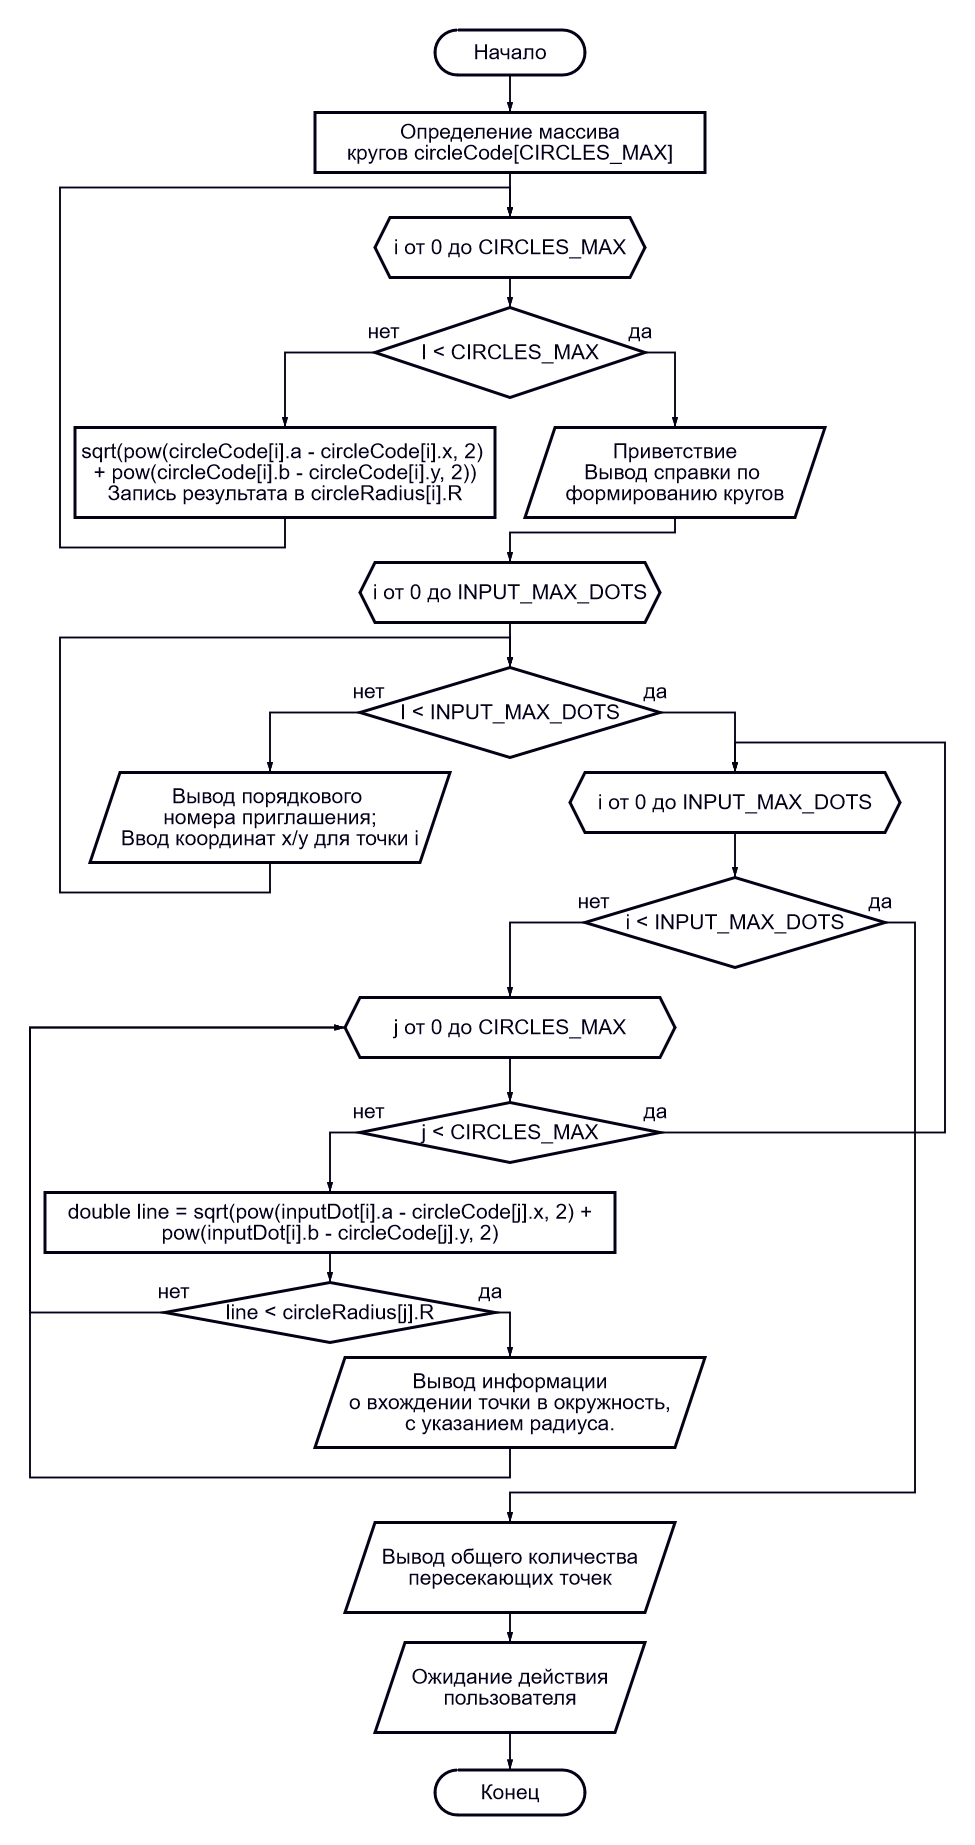 Начало
Определение массива
кругов circleCode[CIRCLES_MAX]
i от 0 до CIRCLES_MAX
нет
да
I < CIRCLES_MAX
sqrt(pow(circleCode[i].a - circleCode[i].x, 2)
+ pow(circleCode[i].b - circleCode[i].y, 2))
Запись результата в circleRadius[i].R
Приветствие
Вывод справки по
формированию кругов
i от 0 до INPUT_MAX_DOTS
нет
да
I < INPUT_MAX_DOTS
Вывод порядкового
номера приглашения;
Ввод координат x/y для точки i
i от 0 до INPUT_MAX_DOTS
нет
да
i < INPUT_MAX_DOTS
j от 0 до CIRCLES_MAX
нет
да
j < CIRCLES_MAX
double line = sqrt(pow(inputDot[i].a - circleCode[j].x, 2) +
pow(inputDot[i].b - circleCode[j].y, 2)
нет
да
line < circleRadius[j].R
Вывод информации
о вхождении точки в окружность,
с указанием радиуса.
Вывод общего количества
пересекающих точек
Ожидание действия
пользователя
Конец